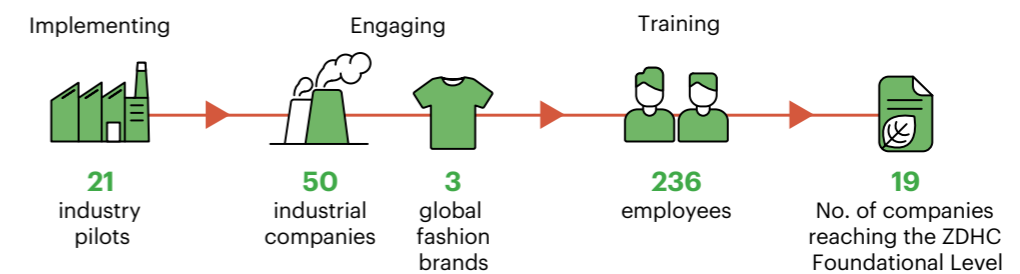 Implementing
Engaging
Training
21
industry
pilots
50
industrial
companies
3
global
fashion
brands
236
employees
19
No. of companies
reaching the ZDHC
Foundational Level